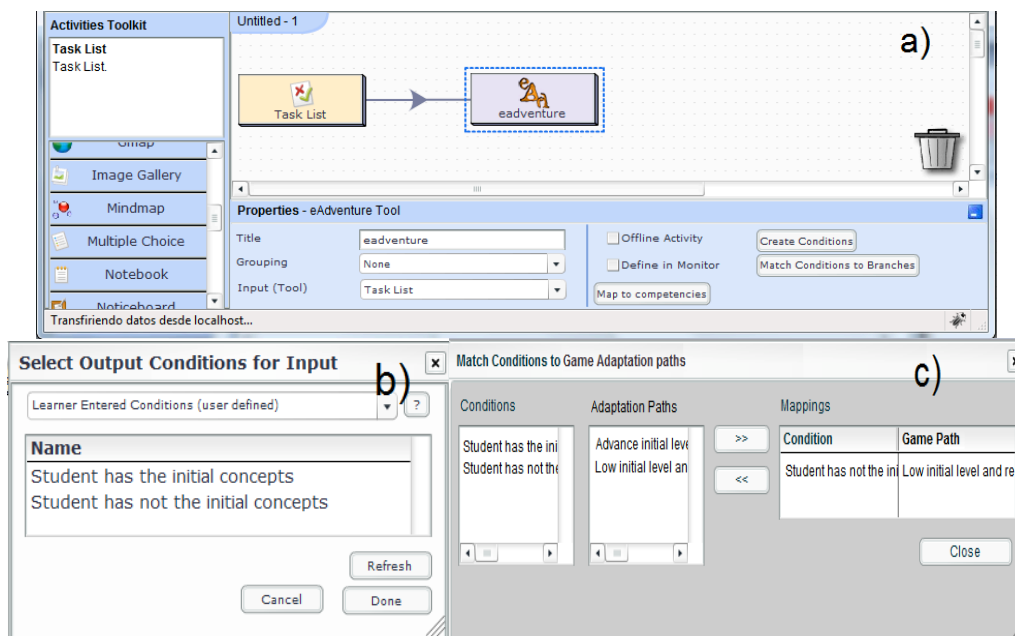 Activities Toolkit
Task List
Task List.
Gmap
Image Gallery
Mindmap
Multiple Choice
Notebook
Noticeboard
Untitled - 1
a)
Task List
eadventure
Properties - eAdventure Tool
Title
eadventure
Grouping
None
Input (Tool)
Task List
Offline Activity
Define in Monitor
Map to competencies
Create Conditions
Match Conditions to Branches
Transfiriendo datos desde localhost...
Select Output Conditions for Input
x
b)
Learner Entered Conditions (user defined)
?
Name
Student has the initial concepts
Student has not the initial concepts
Refresh
Cancel
Done
Match Conditions to Game Adaptation paths
x
c)
Conditions
Student has the ini
Student has not the
Adaptation Paths
Advance initial leve
Low initial level an
>>
<<
Mappings
Condition
Game Path
Student has not the ini
Low initial level and re
Close